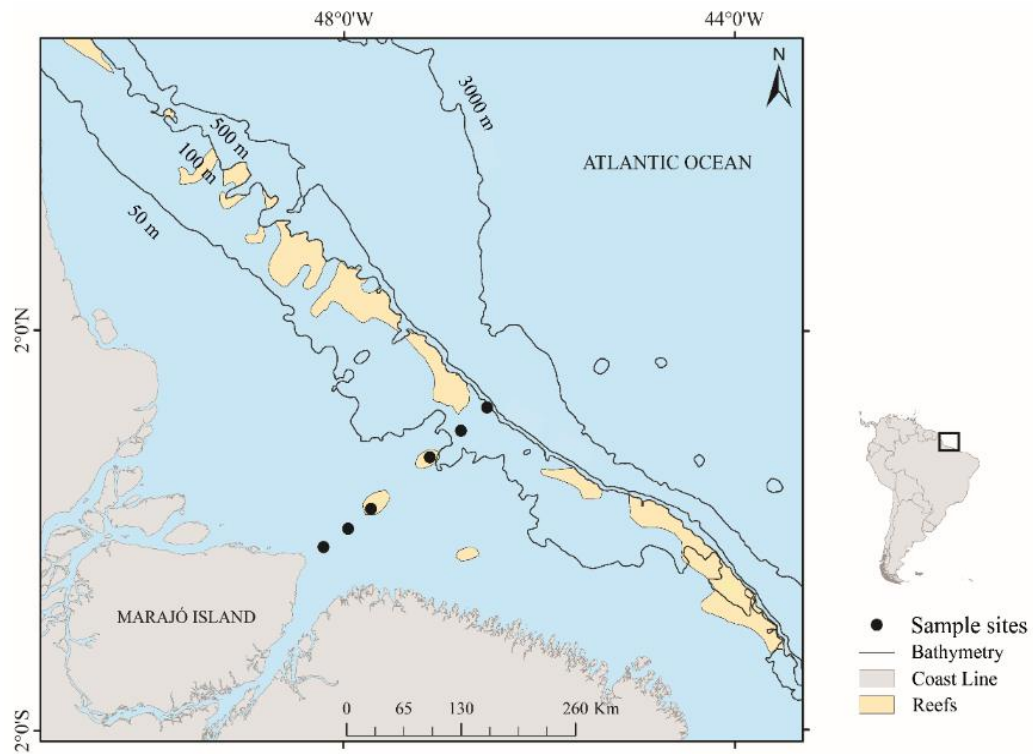 48°0'W 44°0'W
N
3000 m
500 m
100 m
ATLANTIC OCEAN
50 m
2°0'N
MARAJÓ ISLAND
Sample sites
Bathymetry
Coast Line
Reefs
0 65 130 260 Km
2°0'S